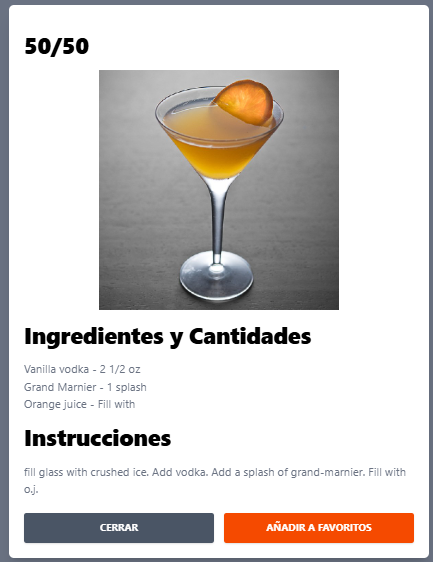 50/50
Ingredientes y Cantidades
Vanilla vodka - 2 1/2 oz
Grand Marnier - 1 splash
Orange juice - Fill with
Instrucciones
fill glass with crushed ice. Add vodka. Add a splash of grand-marnier. Fill with
o.j.
CERRAR
AÑADIR A FAVORITOS